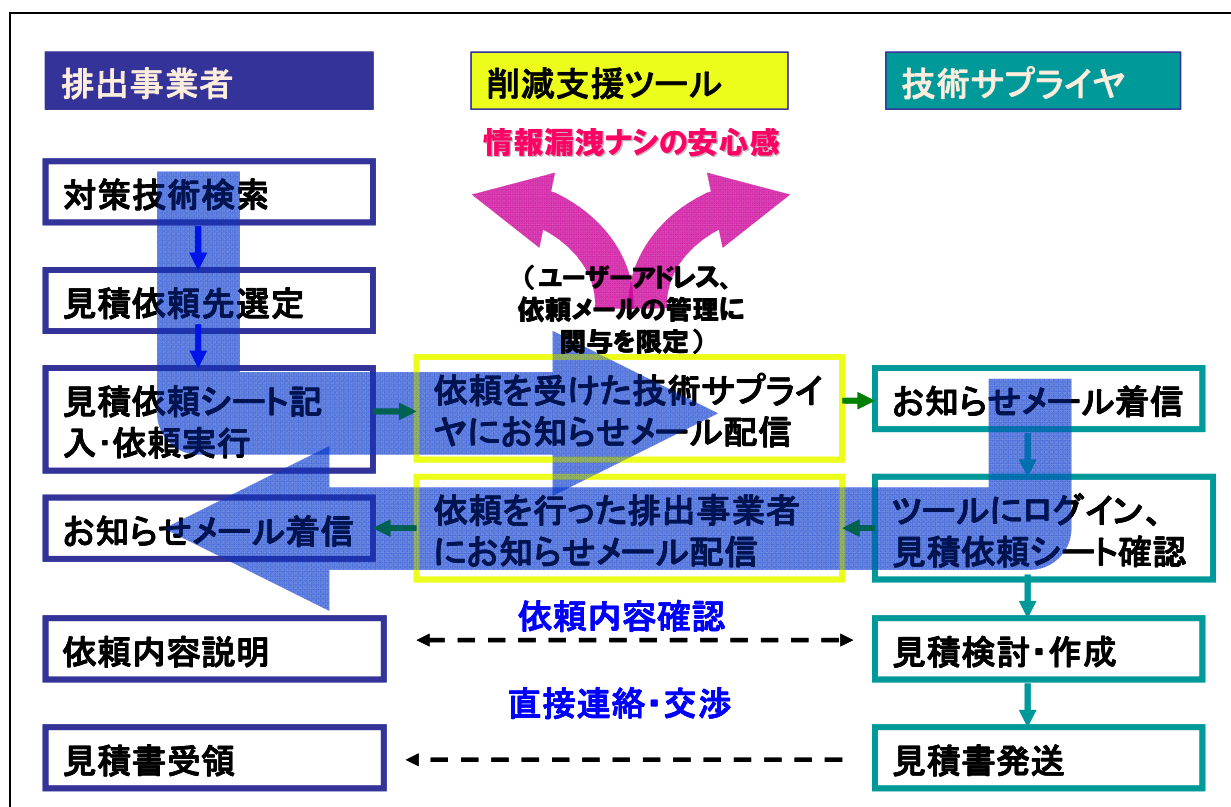 排出事業者
削減支援ツール
技術サプライヤ
情報漏洩ナシの安心感
対策技術検索
見積依頼先選定
(ユーザーアドレス、
依頼メールの管理に
関与を限定)
見積依頼シート記
入・依頼実行
依頼を受けた技術サプライ
ヤにお知らせメール配信
お知らせメール着信
お知らせメール着信
依頼を行った排出事業者
にお知らせメール配信
ツールにログイン、
見積依頼シート確認
依頼内容確認
依頼内容説明
見積検討・作成
直接連絡・交渉
見積書受領
見積書発送